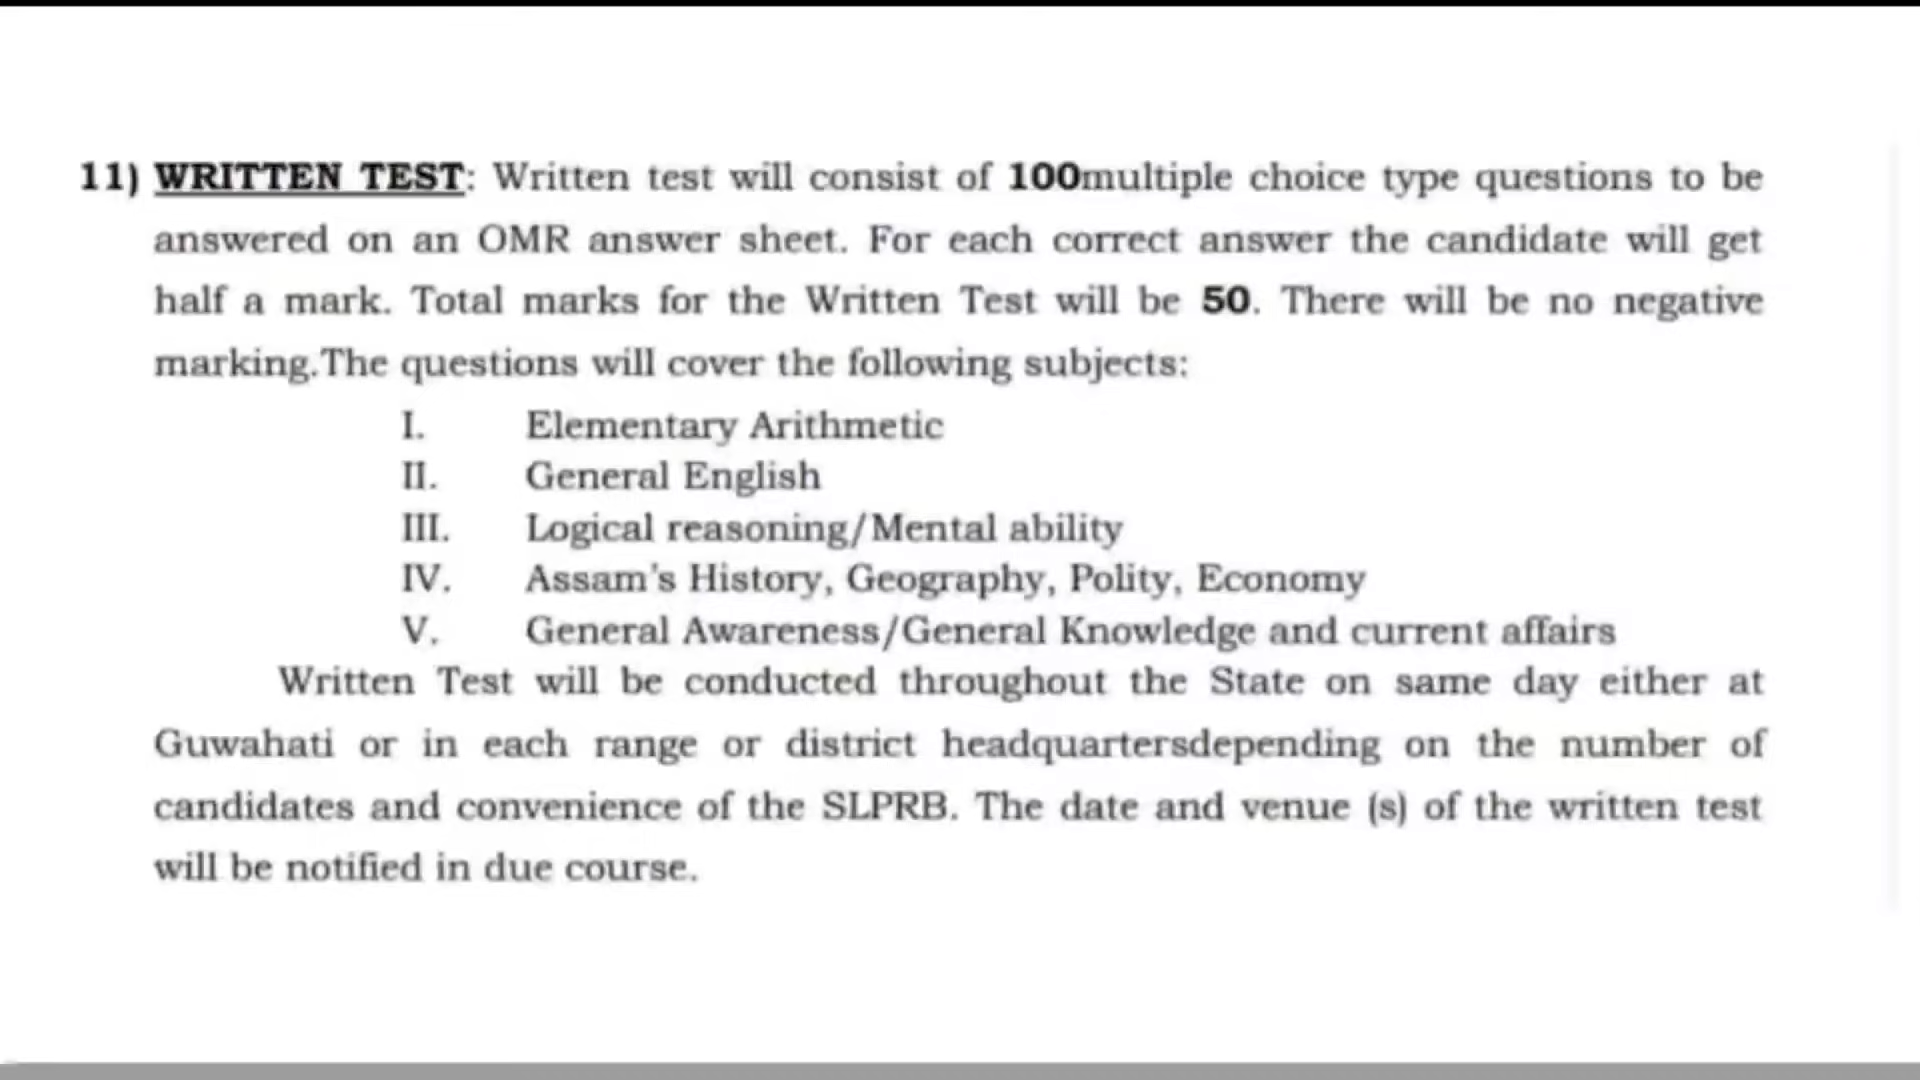 11) WRITTEN TEST: Written test will consist of 100multiple choice type questions to be
answered on an OMR answer sheet. For each correct answer the candidate will get
half a mark. Total marks for the Written Test will be 50. There will be no negative
marking.The questions will cover the following subjects:
I. Elementary Arithmetic
II. General English
III. Logical reasoning/Mental ability
IV. Assam's History, Geography, Polity, Economy
V. General Awareness/General Knowledge and current affairs
Written Test will be conducted throughout the State on same day either at
Guwahati or in each range or district headquartersdepending on the number of
candidates and convenience of the SLPRB. The date and venue (s) of the written test
will be notified in due course.